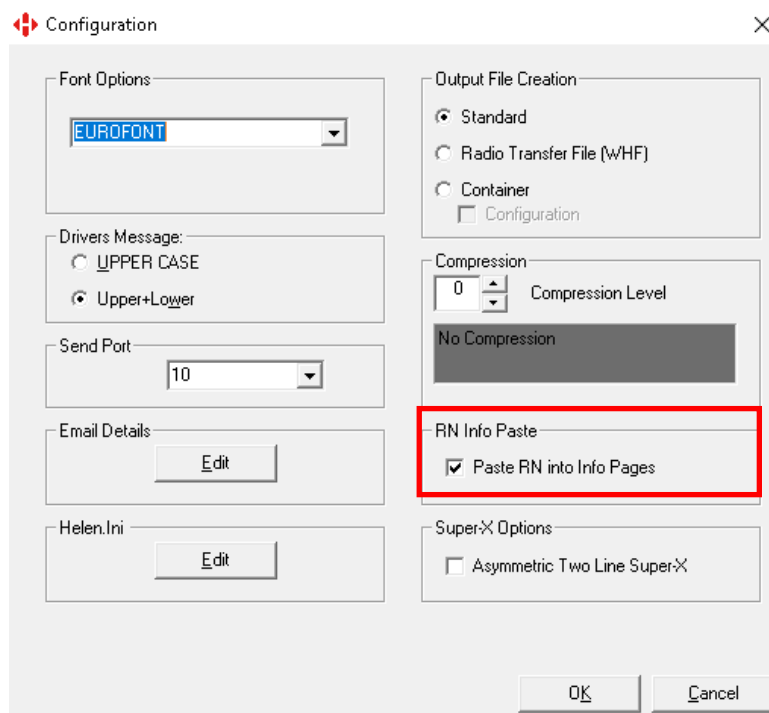 Configuration
Font Options
EUROFONT
Drivers Message:
UPPER CASE
Upper+Lower
Send Port
10
Email Details
Edit
Helen.Ini
Edit
Output File Creation
Standard
Radio Transfer File (WHF)
Container
Configuration
Compression
0
Compression Level
No Compression
RN Info Paste
Paste RN into Info Pages
Super-X Options
Asymmetric Two Line Super-X
OK
Cancel